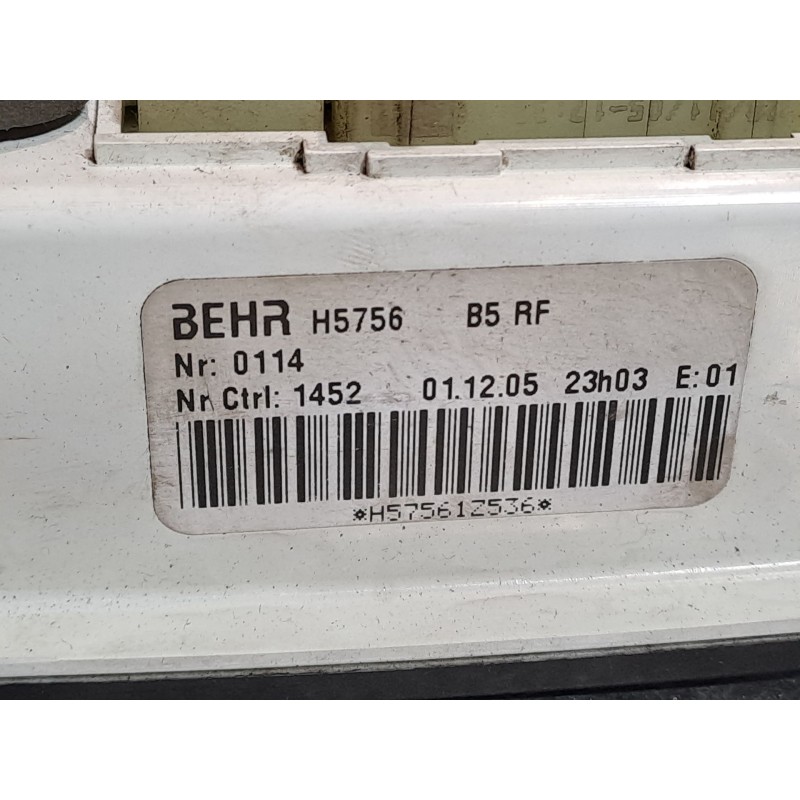 BEHR H5756 B5 RF
Nr: 0114
Nr Ctrl: 1452 01.12.05 23h03 E:01
*H57561Z536*